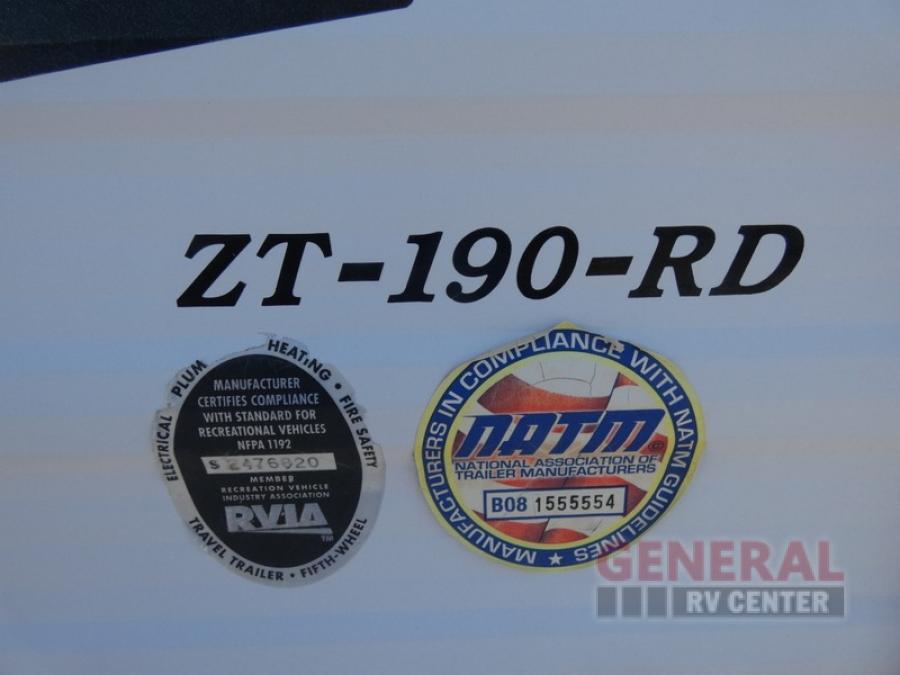 ZT-190-RD
ELECTRICAL • PLUM HEATING • FIRE SAFETY
MANUFACTURER
CERTIFIES COMPLIANCE
WITH STANDARD FOR
RECREATIONAL VEHICLES
NFPA 1192
S 2476820
MEMBER
RECREATION VEHICLE
INDUSTRY ASSOCIATION
RVIA
TM
TRAVEL TRAILER • FIFTH-WHEEL
MANUFACTURERS IN COMPLIANCE WITH NATM GUIDELINES ★
NATM©
NATIONAL ASSOCIATION OF
TRAILER MANUFACTURERS
B08 1555554
GENERAL
RV CENTER